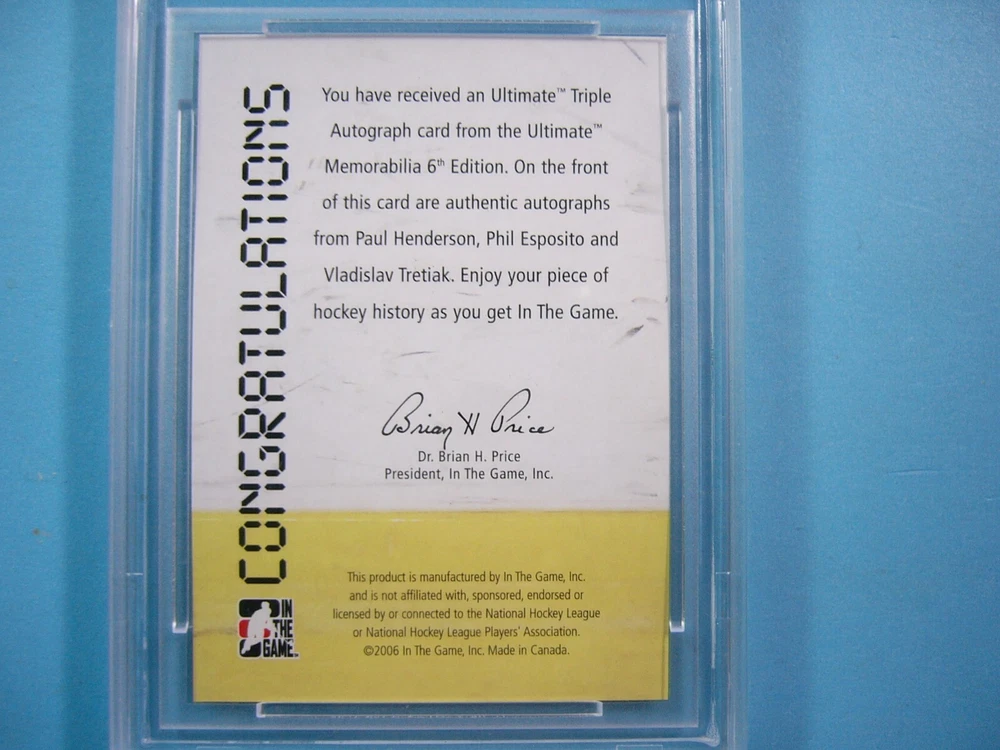 CONGRATULATIONS
You have received an Ultimate™ Triple
Autograph card from the Ultimate™
Memorabilia 6th Edition. On the front
of this card are authentic autographs
from Paul Henderson, Phil Esposito and
Vladislav Tretiak. Enjoy your piece of
hockey history as you get In The Game.
Brian H Price
Dr. Brian H. Price
President, In The Game, Inc.
This product is manufactured by In The Game, Inc.
and is not affiliated with, sponsored, endorsed or
licensed by or connected to the National Hockey League
or National Hockey League Players' Association.
©2006 In The Game, Inc. Made in Canada.
IN
THE
GAME